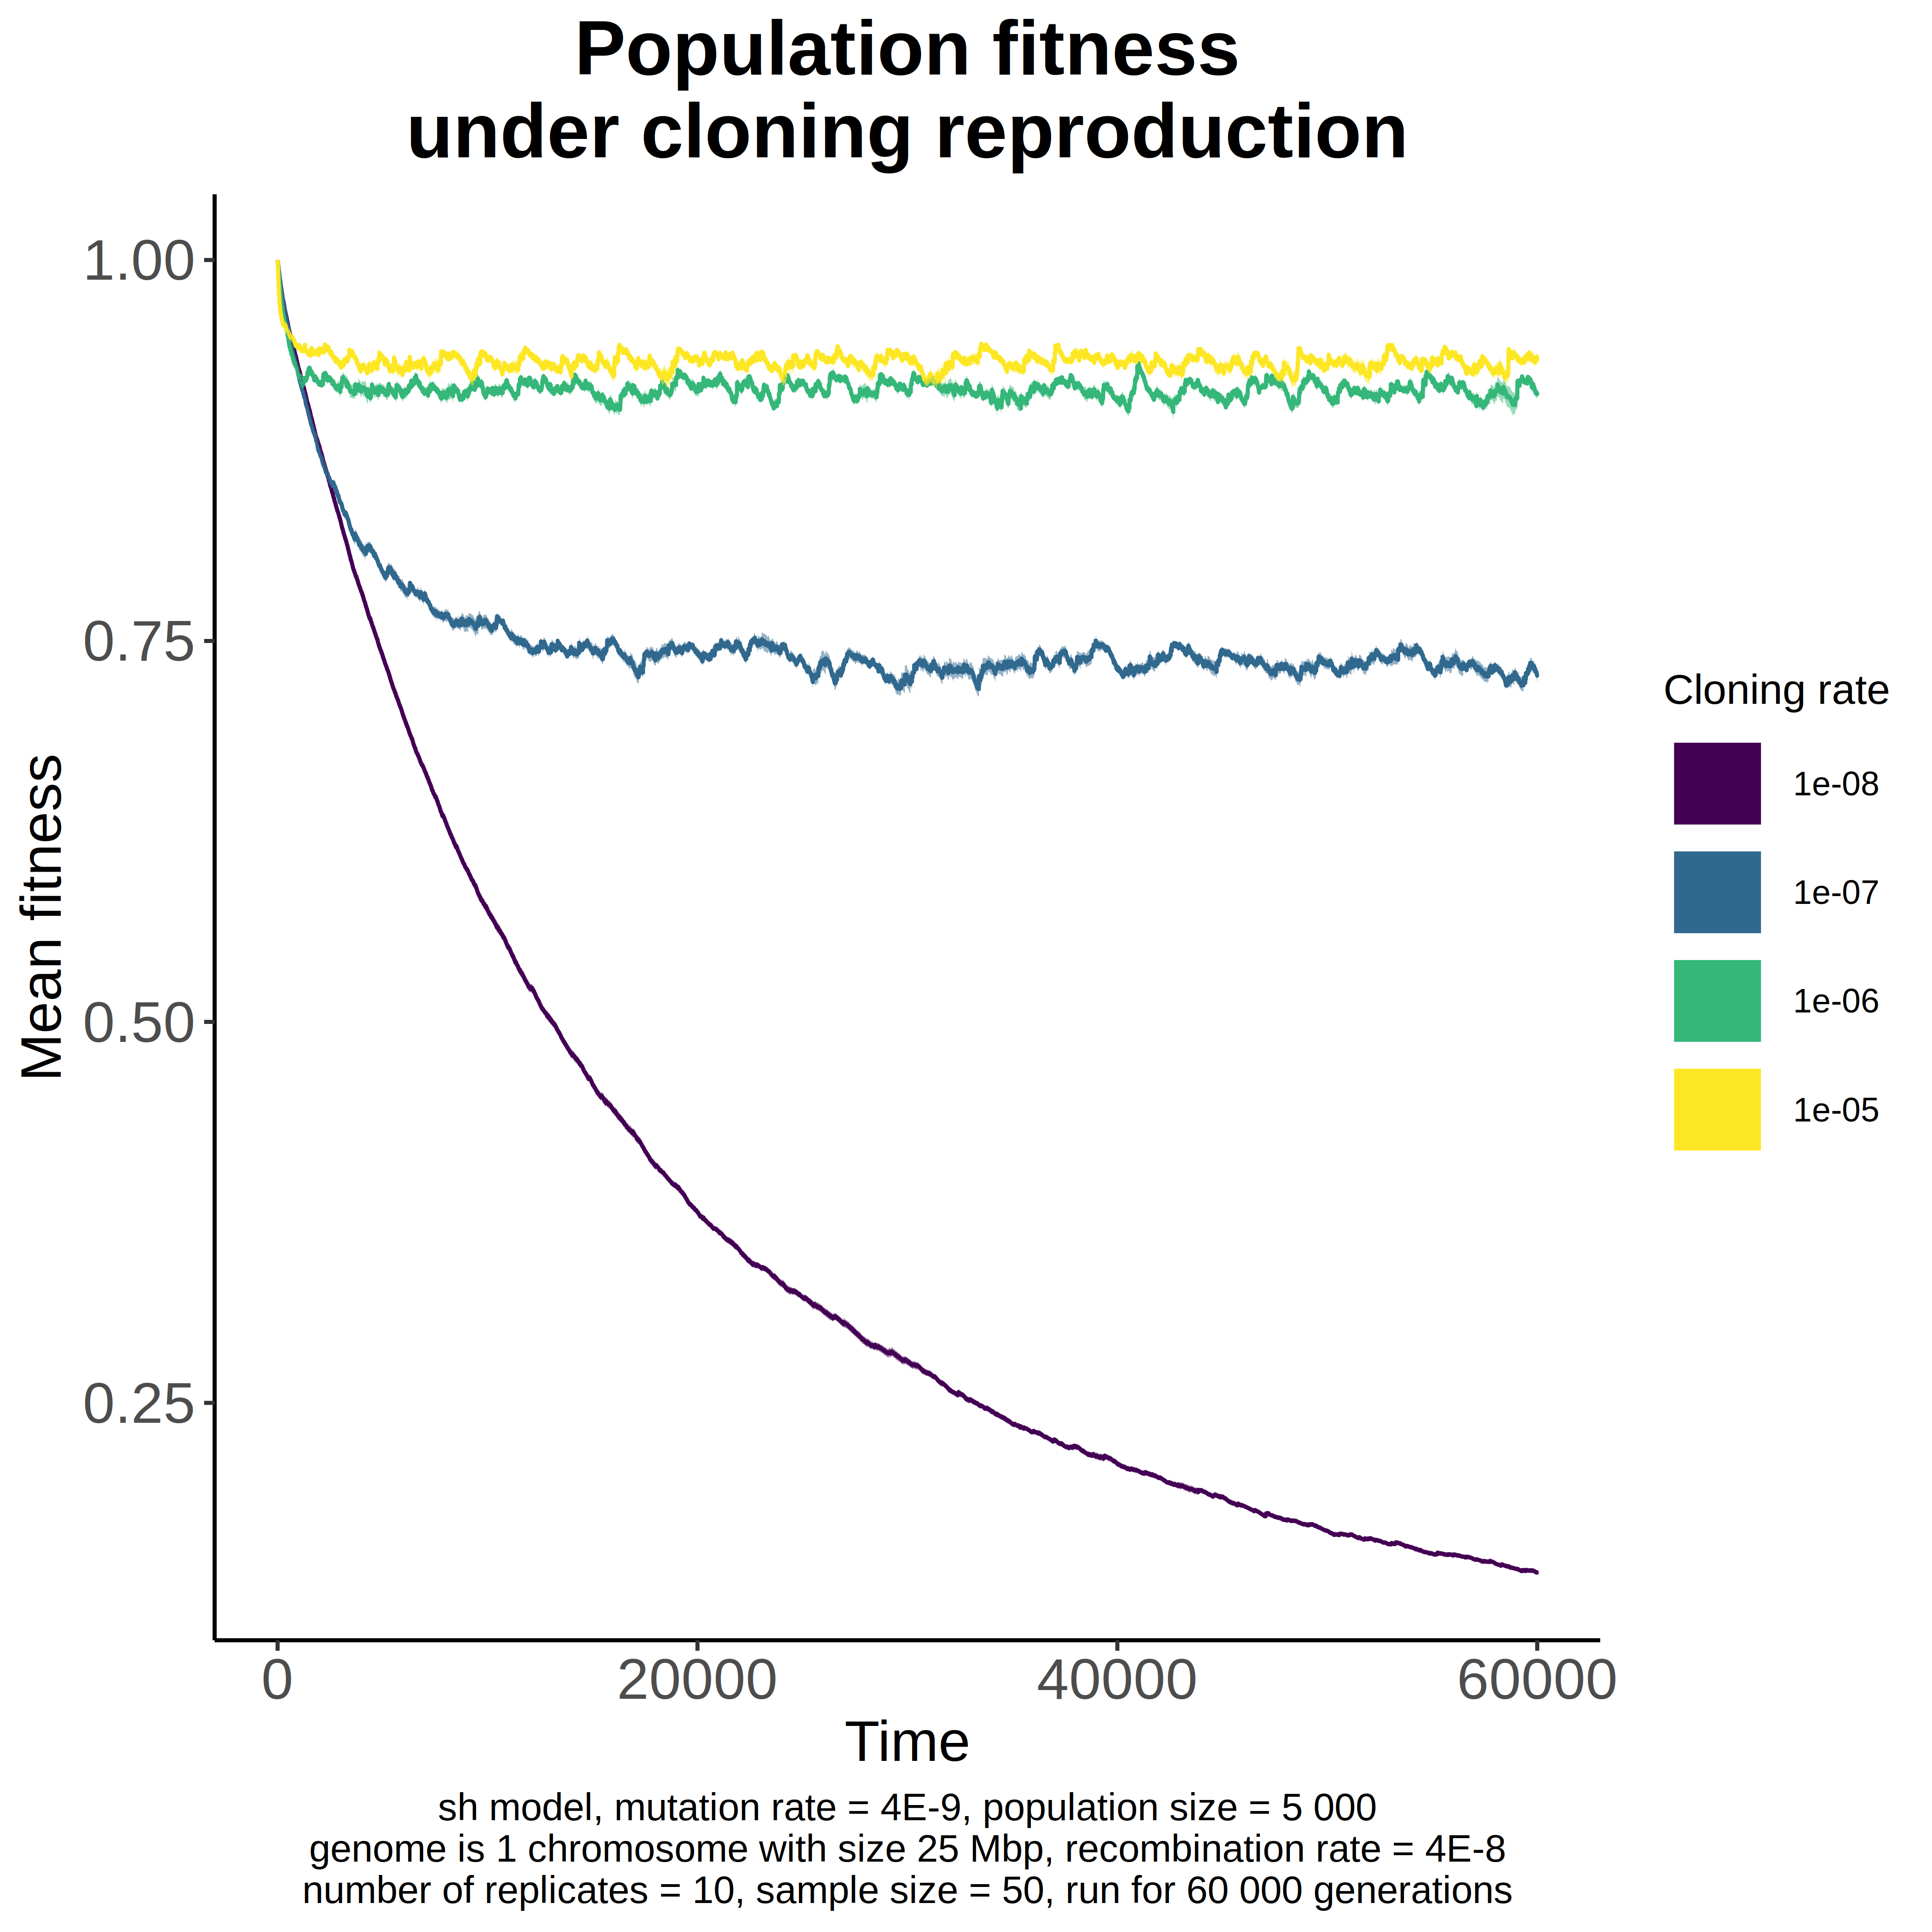 Population fitness
under cloning reproduction
Mean fitness
1.00
0.75
0.50
0.25
0
20000
40000
60000
Time
Cloning rate
1e-08
1e-07
1e-06
1e-05
sh model, mutation rate = 4E-9, population size = 5 000
genome is 1 chromosome with size 25 Mbp, recombination rate = 4E-8
number of replicates = 10, sample size = 50, run for 60 000 generations